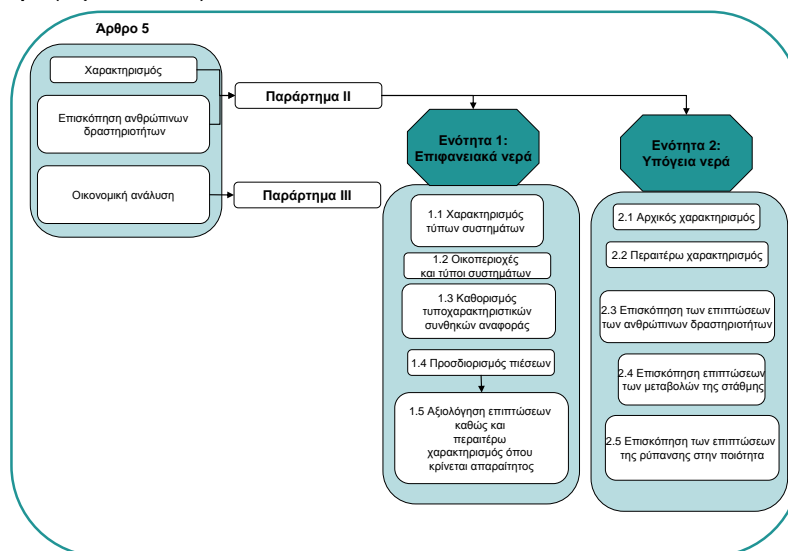 Άρθρο 5
Χαρακτηρισμός
Επισκόπηση ανθρώπινων
δραστηριοτήτων
Οικονομική ανάλυση
Παράρτημα ΙΙ
Παράρτημα ΙΙΙ
Ενότητα 1:
Επιφανειακά νερά
1.1 Χαρακτηρισμός
τύπων συστημάτων
1.2 Οικοπεριοχές
και τύποι συστημάτων
1.3 Καθορισμός
τυποχαρακτηριστικών
συνθηκών αναφοράς
1.4 Προσδιορισμός πιέσεων
1.5 Αξιολόγηση επιπτώσεων
καθώς και
περαιτέρω
χαρακτηρισμός όπου
κρίνεται απαραίτητος
Ενότητα 2:
Υπόγεια νερά
2.1 Αρχικός χαρακτηρισμός
2.2 Περαιτέρω χαρακτηρισμός
2.3 Επισκόπηση των επιπτώσεων
των ανθρώπινων δραστηριοτήτων
2.4 Επισκόπηση επιπτώσεων
των μεταβολών της στάθμης
2.5 Επισκόπηση των επιπτώσεων
της ρύπανσης στην ποιότητα